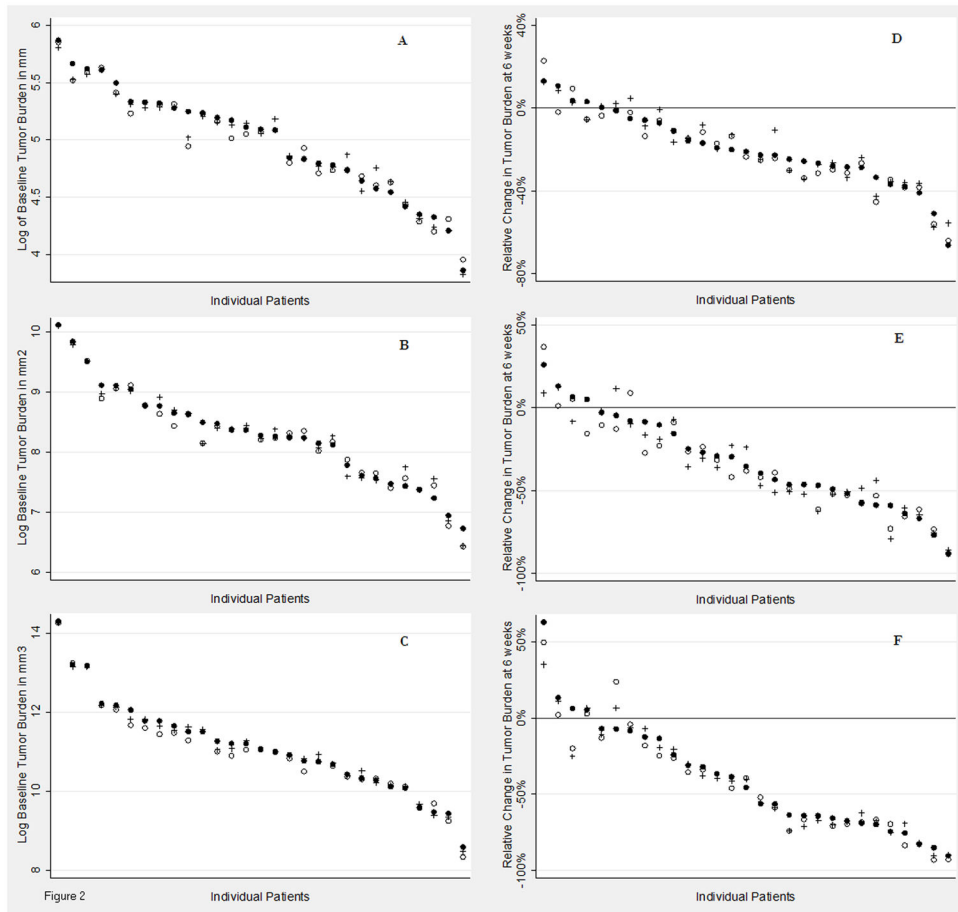 A
Log of Baseline Tumor Burden in mm
6
5.5
5
4.5
4
Individual Patients
D
Relative Change in Tumor Burden at 6 weeks
40%
0%
-40%
-80%
Individual Patients
B
Log Baseline Tumor Burden in mm2
10
9
8
7
6
Individual Patients
E
Relative Change in Tumor Burden at 6 weeks
50%
0%
-50%
-100%
Individual Patients
C
Log Baseline Tumor Burden in mm3
14
12
10
8
Individual Patients
F
Relative Change in Tumor Burden at 6 weeks
50%
0%
-50%
-100%
Individual Patients
Figure 2